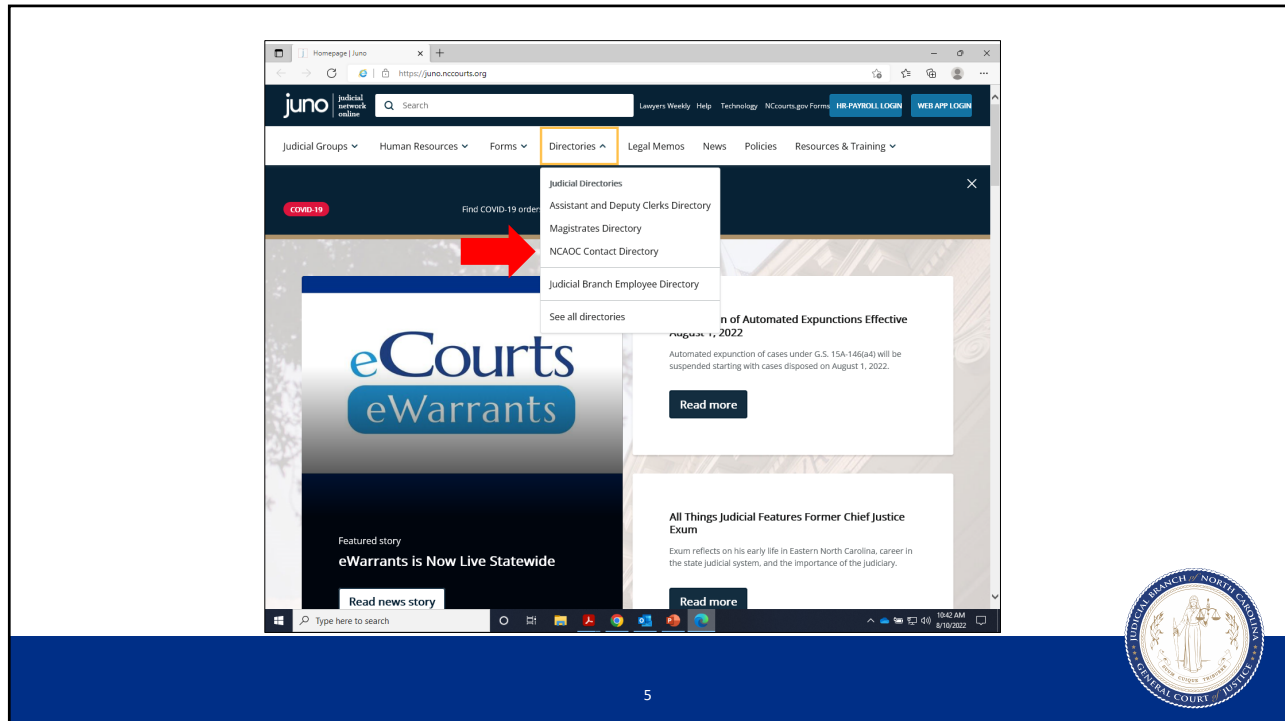 Homepage | Juno
https://juno.nccourts.org
juno judicial network online
Search
Lawyers Weekly Help Technology NCcourts.gov Forms HR-PAYROLL LOGIN WEB APP LOGIN
Judicial Groups Human Resources Forms Directories Legal Memos News Policies Resources & Training
Judicial Directories
Assistant and Deputy Clerks Directory
Magistrates Directory
NCAOC Contact Directory
Judicial Branch Employee Directory
See all directories
COVID-19
Find COVID-19 order
eCourts
eWarrants
Featured story
eWarrants is Now Live Statewide
Read news story
n of Automated Expunctions Effective
August 1, 2022
Automated expunction of cases under G.S. 15A-146(a4) will be
suspended starting with cases disposed on August 1, 2022.
Read more
All Things Judicial Features Former Chief Justice
Exum
Exum reflects on his early life in Eastern North Carolina, career in
the state judicial system, and the importance of the judiciary.
Read more
Type here to search
10:42 AM
8/10/2022
5
JUDICIAL BRANCH of NORTH CAROLINA
SUUM CUIQUE TRIBUERE
GENERAL COURT of JUSTICE